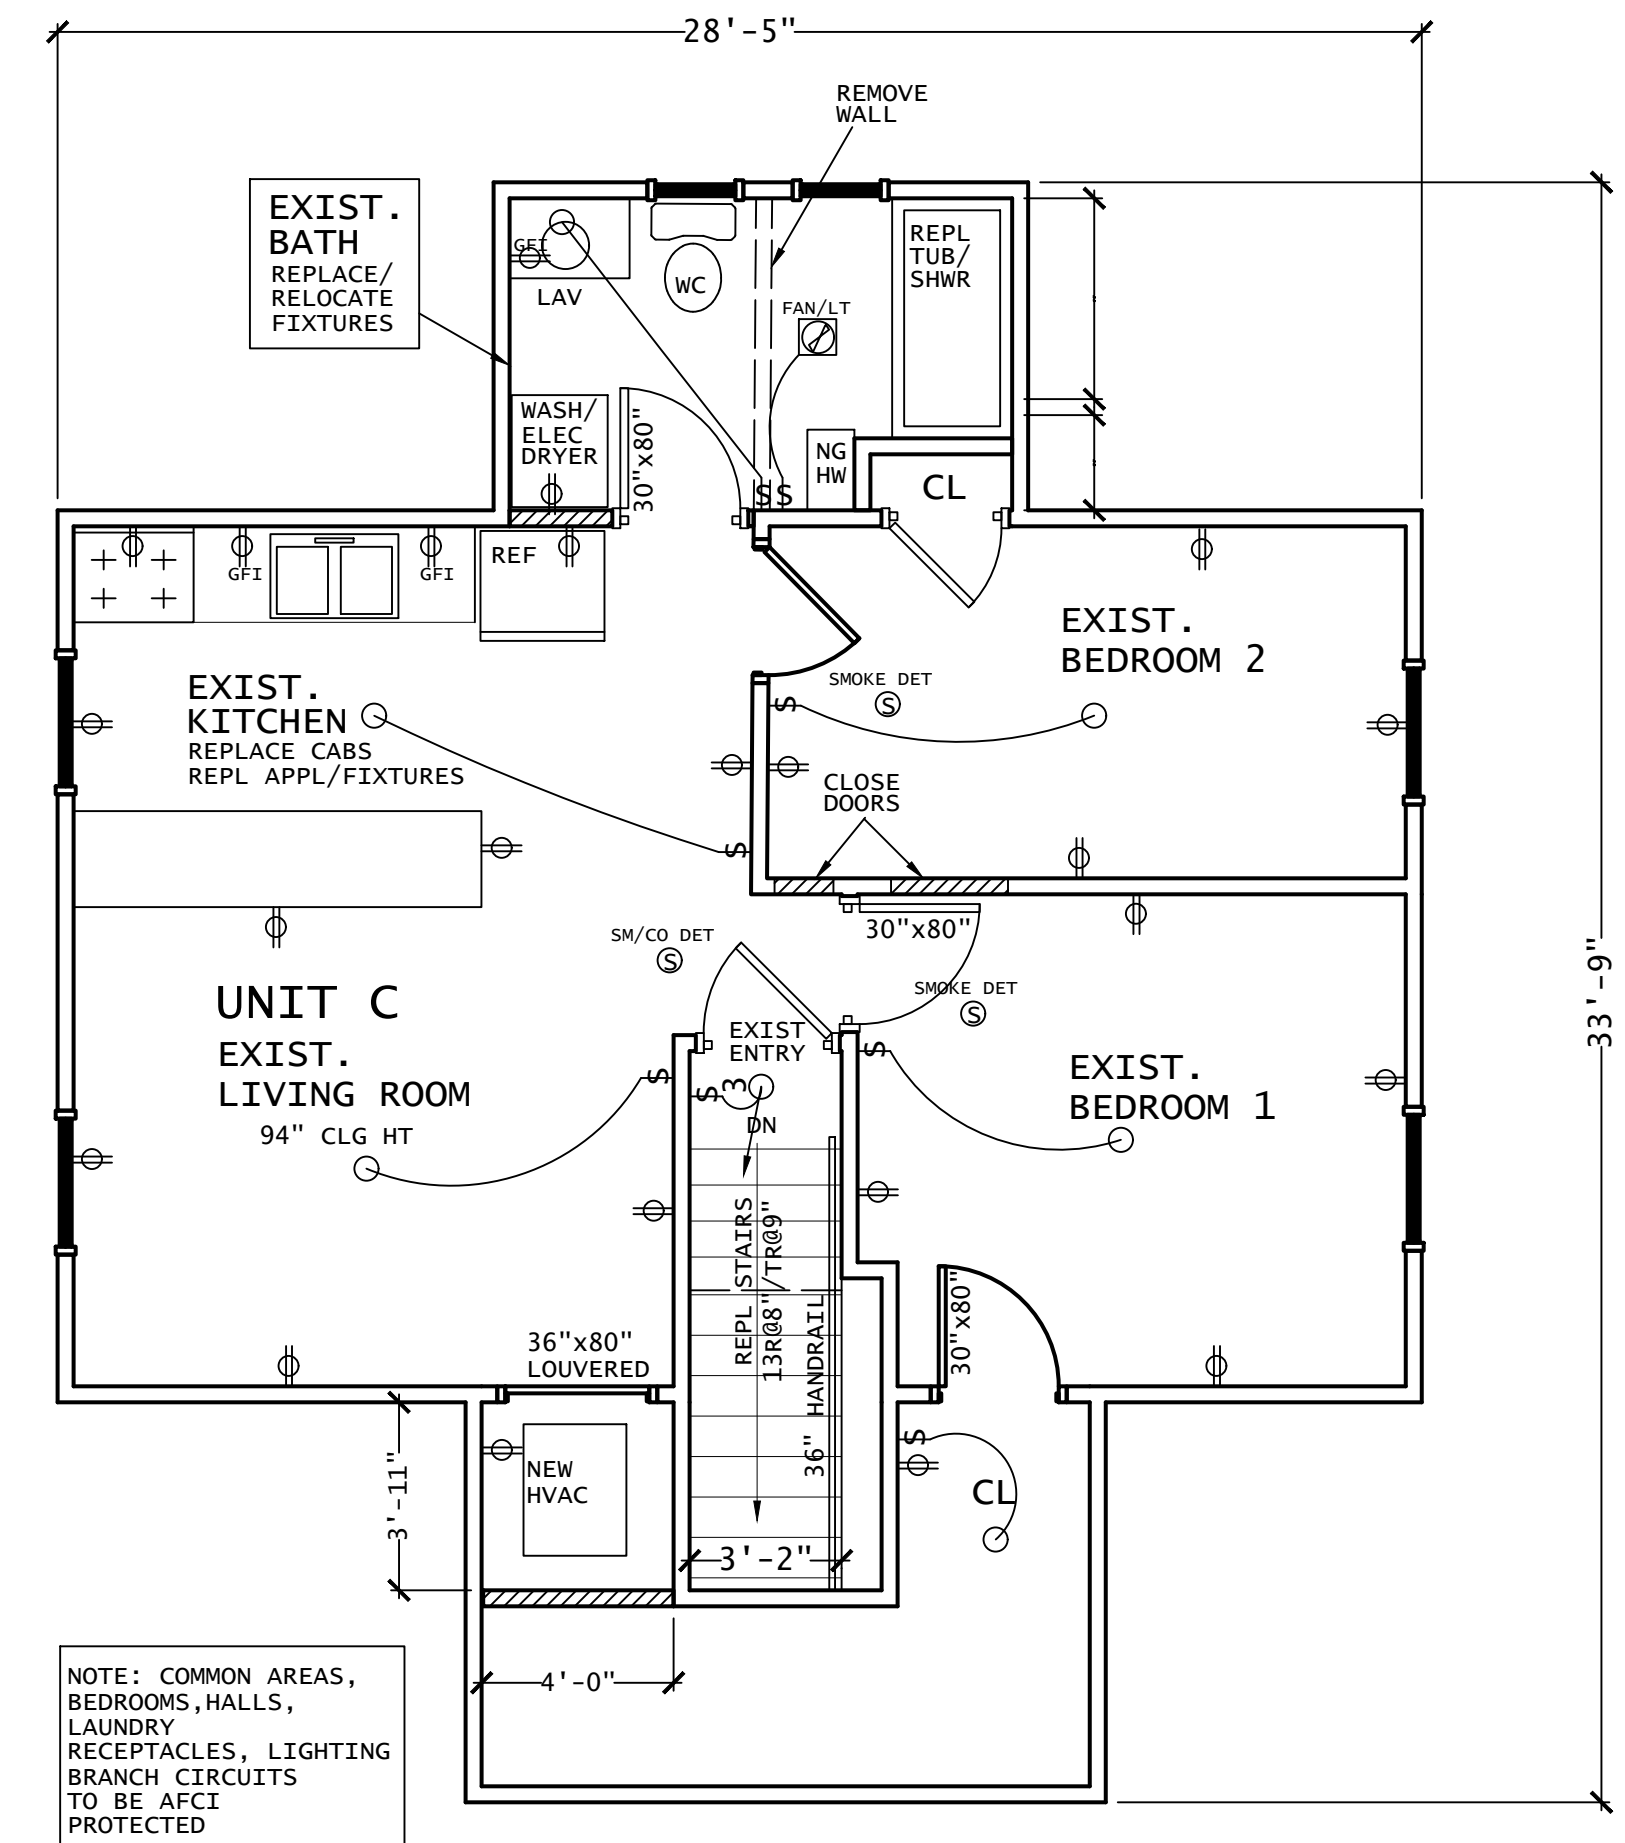 28'-5"
REMOVE
WALL
EXIST.
BATH
REPLACE/
RELOCATE
FIXTURES
GFI
LAV
WC
FAN/LT
REPL
TUB/
SHWR
WASH/
ELEC
DRYER
30"x80"
NG
HW
CL
SS
REF
GFI
GFI
EXIST.
BEDROOM 2
SMOKE DET
S
S
EXIST.
KITCHEN
REPLACE CABS
REPL APPL/FIXTURES
CLOSE
DOORS
S
30"x80"
SM/CO DET
S
SMOKE DET
S
33'-9"
UNIT C
EXIST.
LIVING ROOM
94" CLG HT
EXIST
ENTRY
S
S
S
3
DN
EXIST.
BEDROOM 1
REPL STAIRS
13R@8"/TR@9"
36" HANDRAIL
30"x80"
36"x80"
LOUVERED
3'-11"
NEW
HVAC
S
CL
3'-2"
4'-0"
NOTE: COMMON AREAS,
BEDROOMS,HALLS,
LAUNDRY
RECEPTACLES, LIGHTING
BRANCH CIRCUITS
TO BE AFCI
PROTECTED